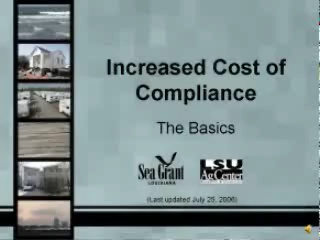 Increased Cost of
Compliance
The Basics
Sea Grant
LOUISIANA
LSU
AgCenter
(Last updated July 25, 2006)